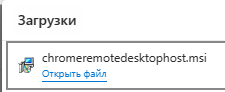 Загрузки
chromeremotedesktophost.msi
Открыть файл